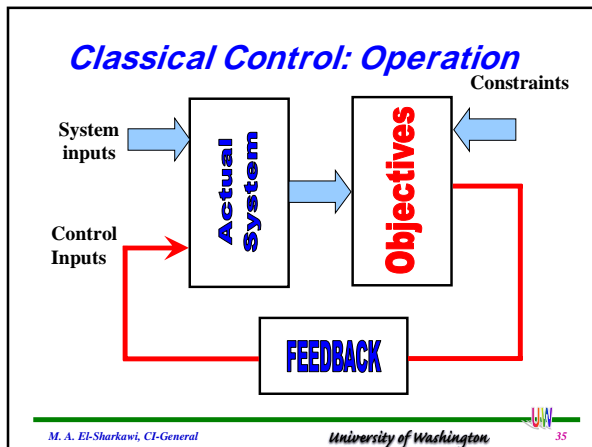 Classical Control: Operation
Constraints
System
inputs
Actual
System
Objectives
Control
Inputs
FEEDBACK
UW
M. A. El-Sharkawi, CI-General
University of Washington
35